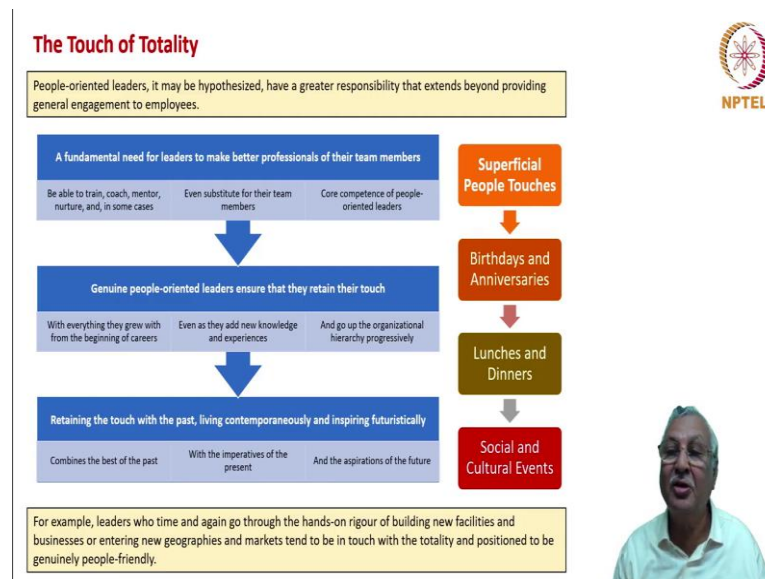 The Touch of Totality
NPTEL
People-oriented leaders, it may be hypothesized, have a greater responsibility that extends beyond providing
general engagement to employees.
A fundamental need for leaders to make better professionals of their team members
Be able to train, coach, mentor,
nurture, and, in some cases
Even substitute for their team
members
Core competence of people-
oriented leaders
Genuine people-oriented leaders ensure that they retain their touch
With everything they grew with
from the beginning of careers
Even as they add new knowledge
and experiences
And go up the organizational
hierarchy progressively
Retaining the touch with the past, living contemporaneously and inspiring futuristically
Combines the best of the past
With the imperatives of the
present
And the aspirations of the future
Superficial
People Touches
Birthdays and
Anniversaries
Lunches and
Dinners
Social and
Cultural Events
For example, leaders who time and again go through the hands-on rigour of building new facilities and
businesses or entering new geographies and markets tend to be in touch with the totality and positioned to be
genuinely people-friendly.